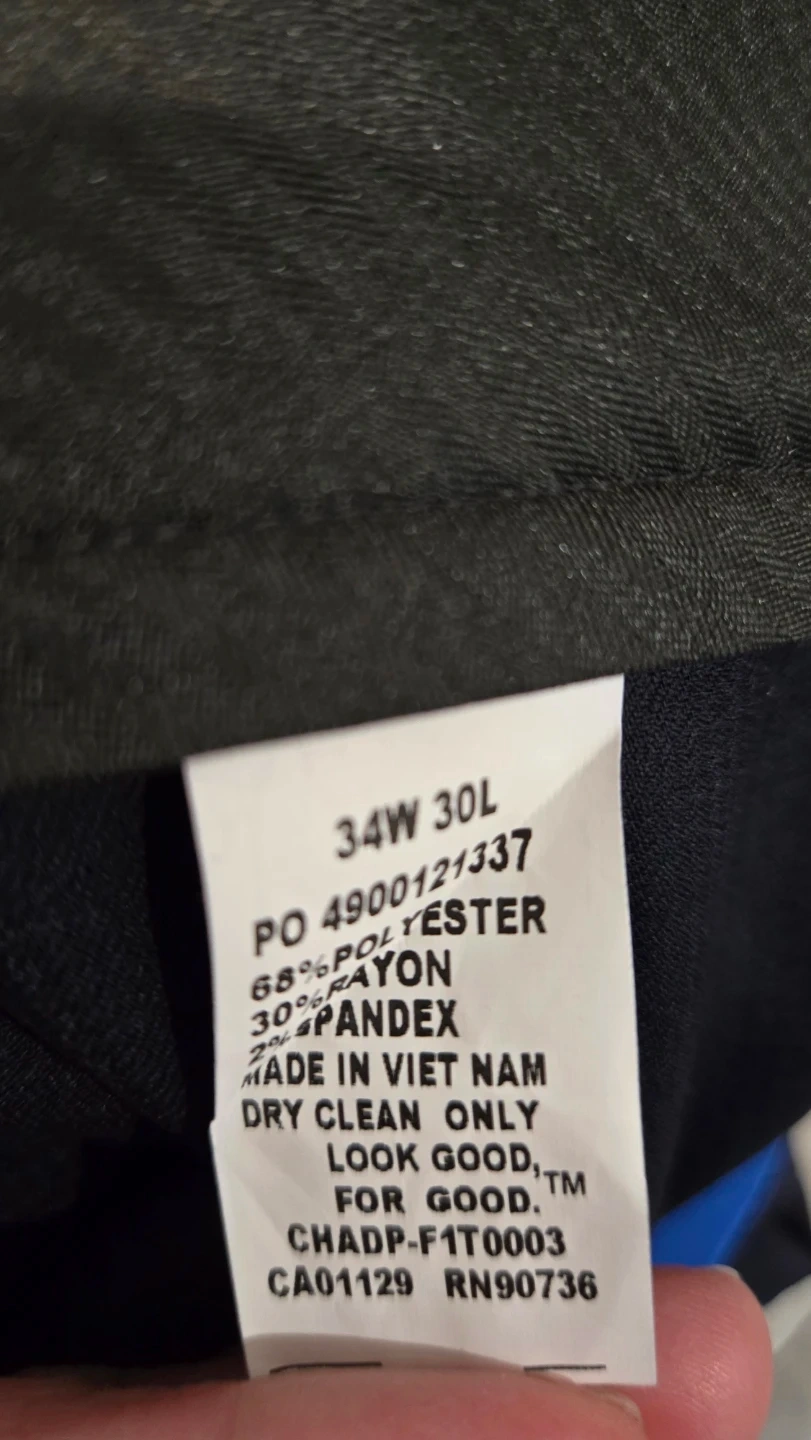 34W 30L
PO 4900121337
68%POLYESTER
30%RAYON
2%SPANDEX
MADE IN VIET NAM
DRY CLEAN ONLY
LOOK GOOD,
FOR GOOD.™
CHADP-F1T0003
CA01129 RN90736